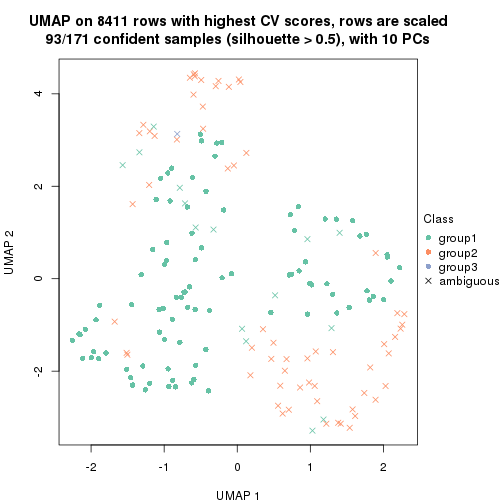 UMAP on 8411 rows with highest CV scores, rows are scaled
93/171 confident samples (silhouette > 0.5), with 10 PCs
4
2
0
-2
UMAP 2
-2
-1
0
1
2
UMAP 1
Class
group1
group2
group3
ambiguous